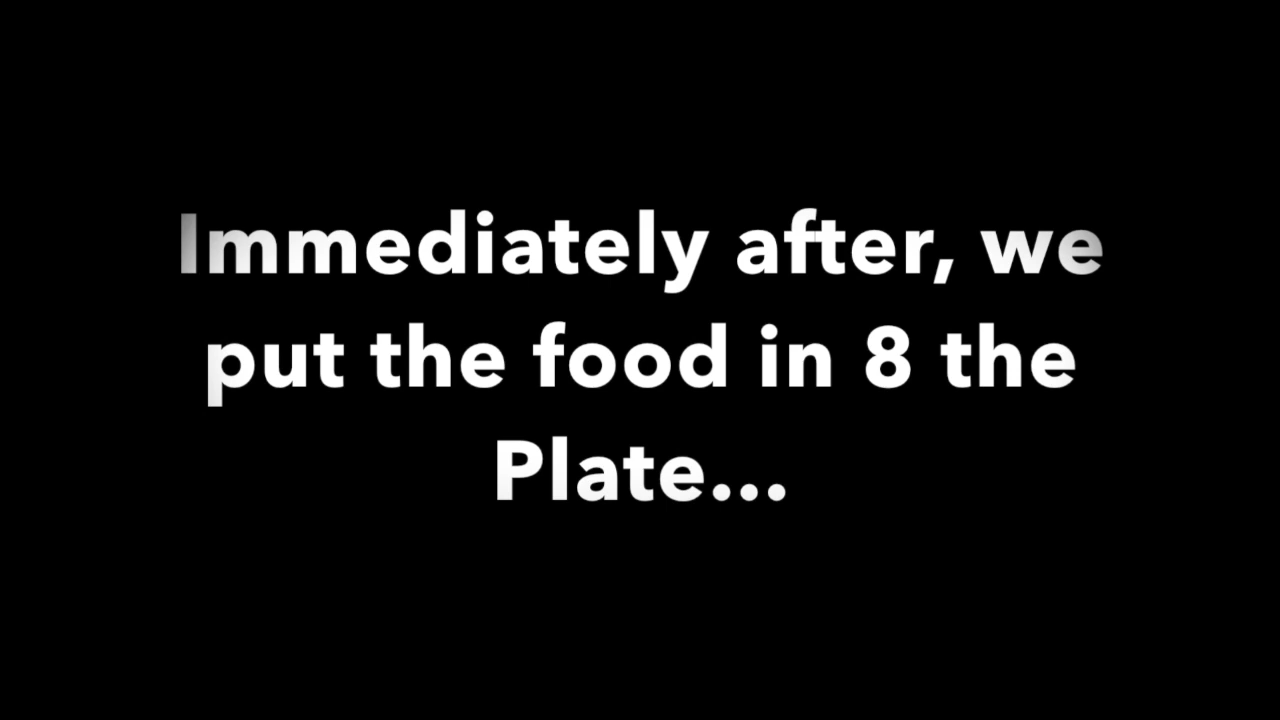 Immediately after, we
put the food in 8 the
Plate...